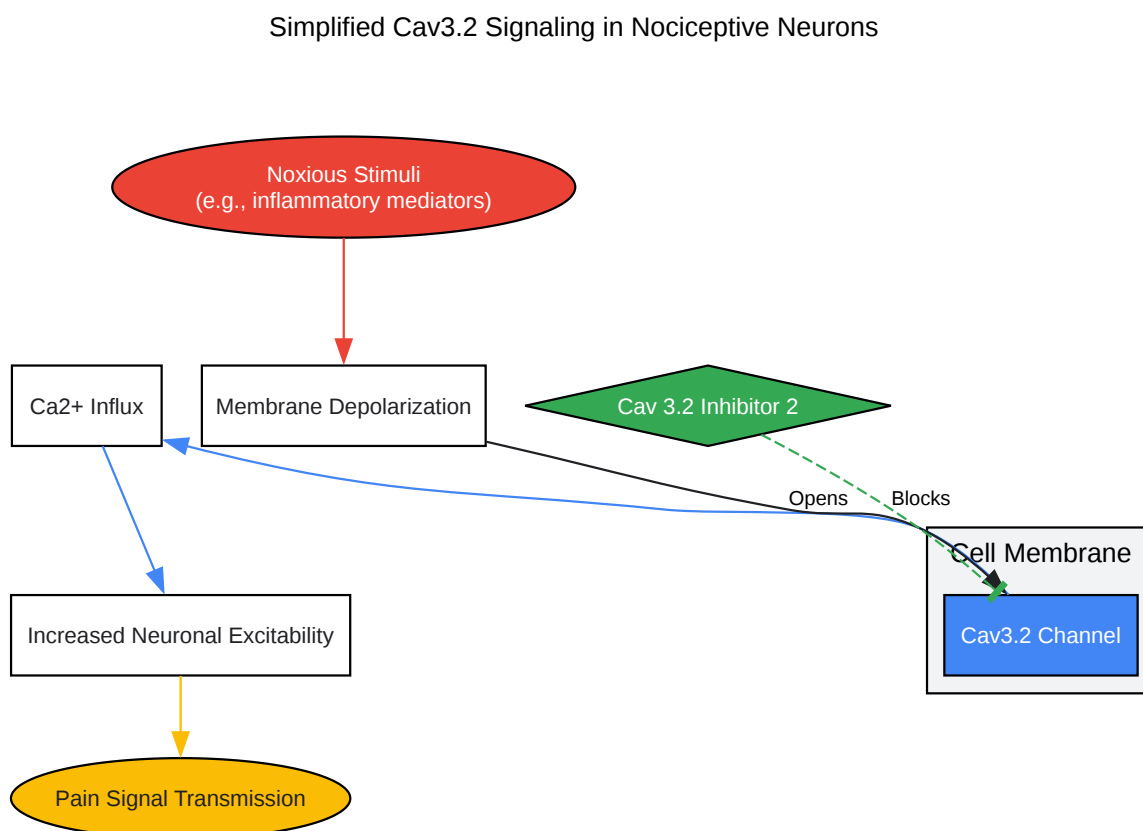 Simplified Cav3.2 Signaling in Nociceptive Neurons
Noxious Stimuli
(e.g., inflammatory mediators)
Ca2+ Influx
Membrane Depolarization
Cav 3.2 Inhibitor 2
Opens
Blocks
Cell Membrane
Cav3.2 Channel
Increased Neuronal Excitability
Pain Signal Transmission